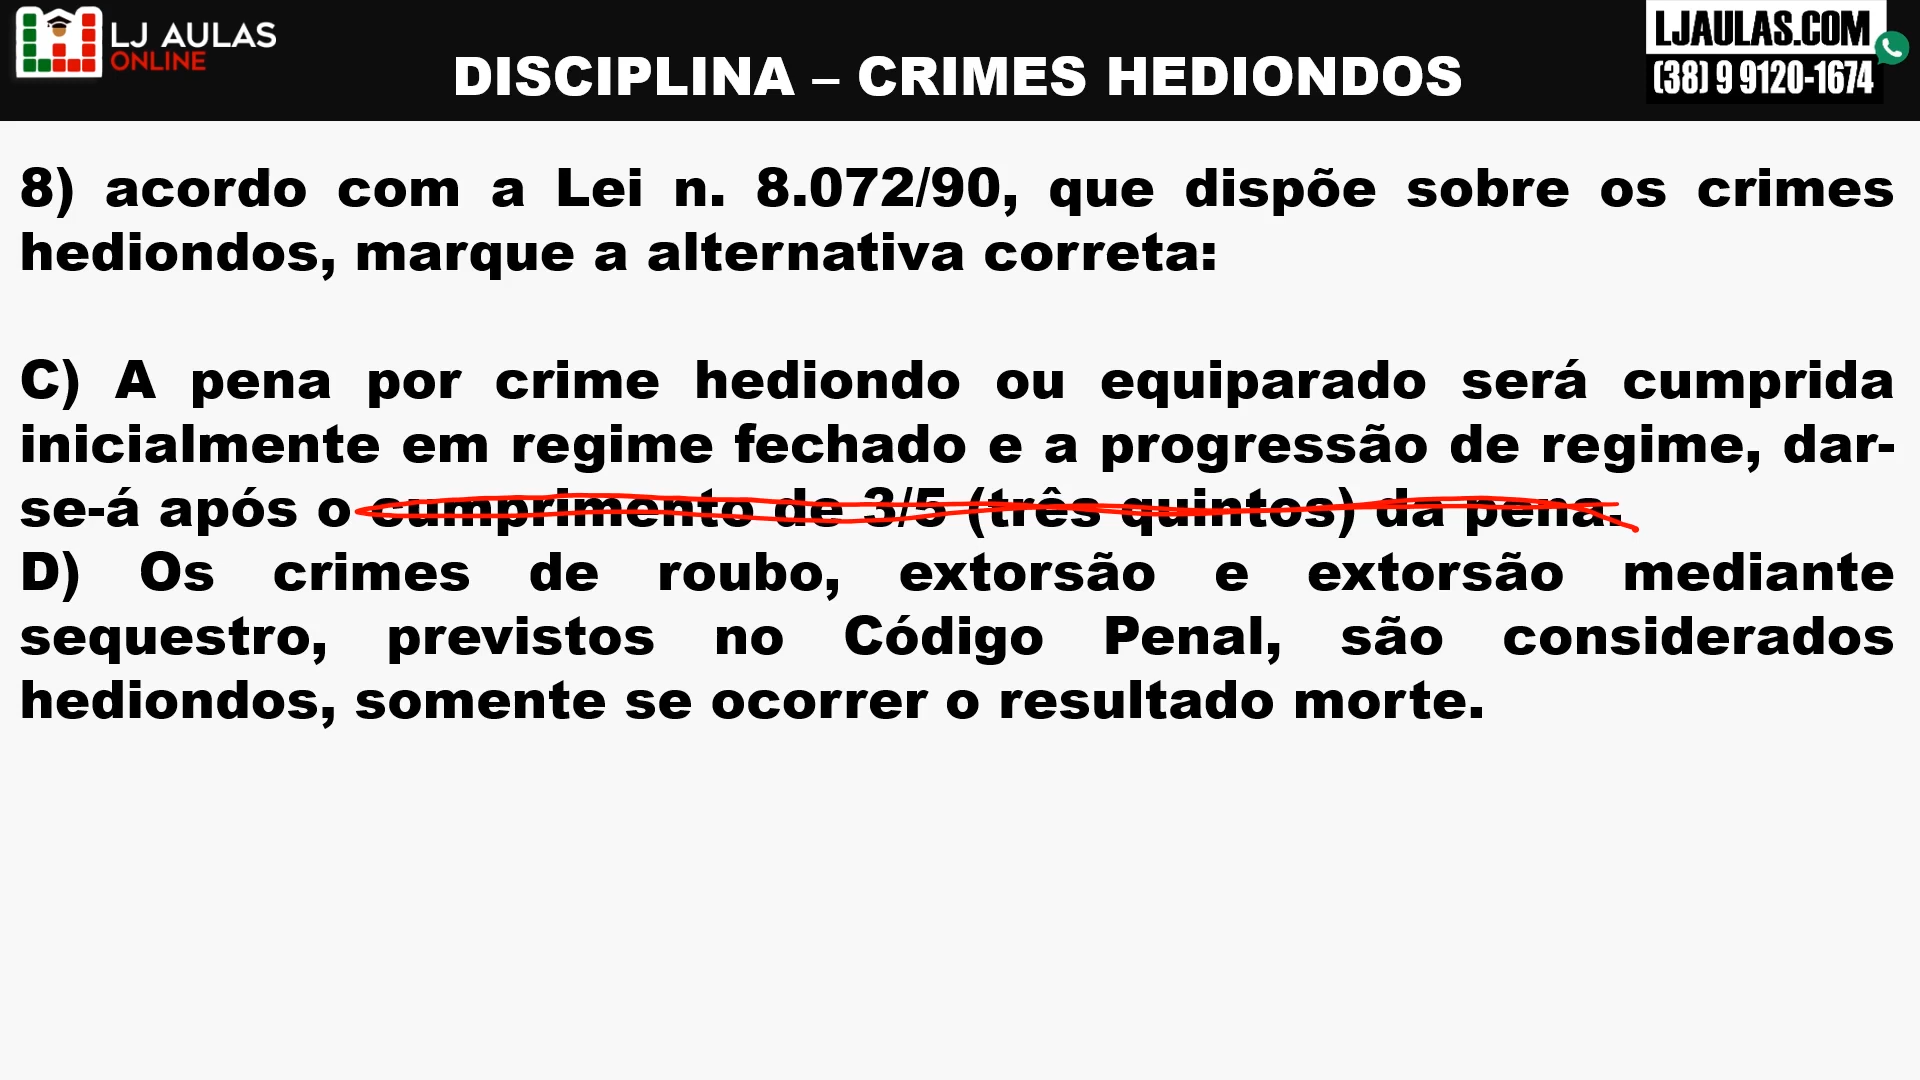 LJ AULAS
ONLINE
DISCIPLINA – CRIMES HEDIONDOS
LJAULAS.COM
(38) 9 9120-1674
8) acordo com a Lei n. 8.072/90, que dispõe sobre os crimes
hediondos, marque a alternativa correta:
C) A pena por crime hediondo ou equiparado será cumprida
inicialmente em regime fechado e a progressão de regime, dar-
se-á após o cumprimento de 3/5 (três quintos) da pena.
D) Os crimes de roubo, extorsão e extorsão mediante
sequestro, previstos no Código Penal, são considerados
hediondos, somente se ocorrer o resultado morte.